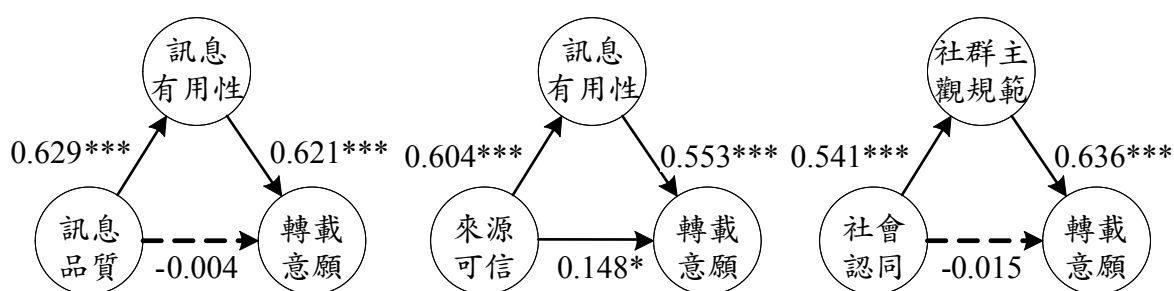 訊息
有用性
0.629***
0.621***
訊息
品質
-0.004
轉載
意願
訊息
有用性
0.604***
0.553***
來源
可信
0.148*
轉載
意願
社群主
觀規範
0.541***
0.636***
社會
認同
-0.015
轉載
意願